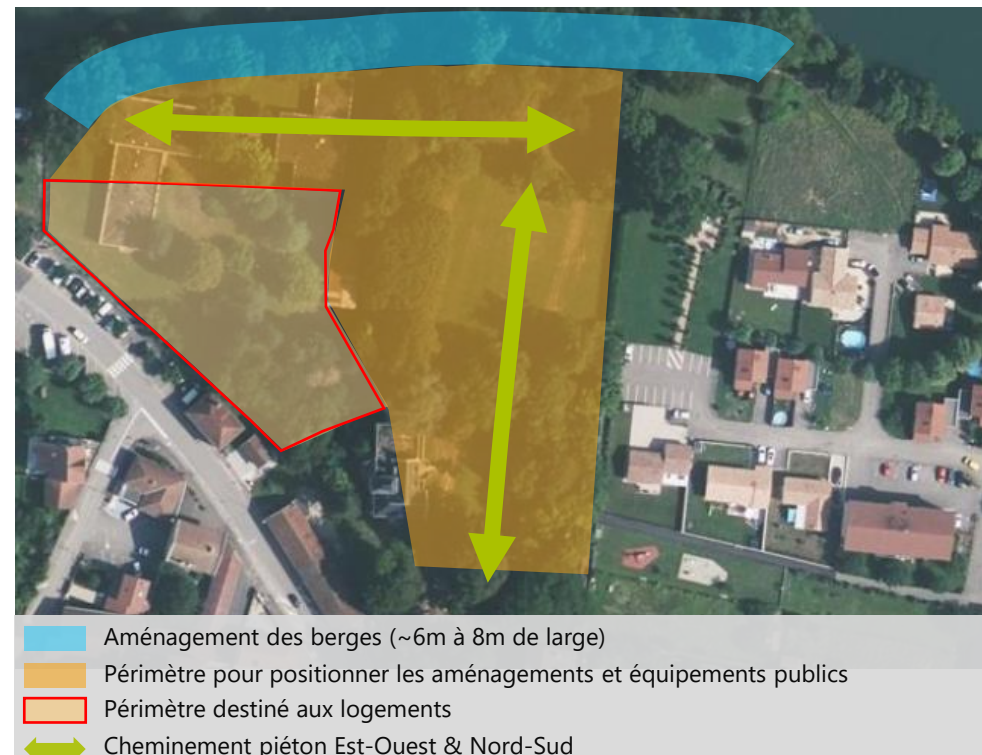 Aménagement des berges (~6m à 8m de large)
Périmètre pour positionner les aménagements et équipements publics
Périmètre destiné aux logements
Cheminement piéton Est-Ouest & Nord-Sud